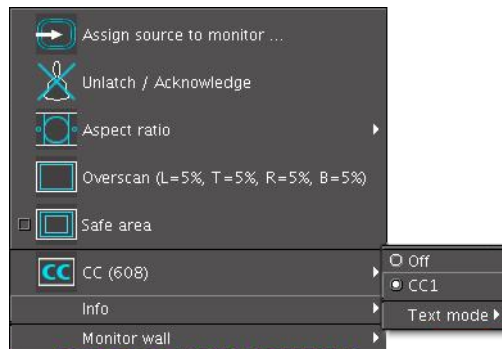 Assign source to monitor ...
Unlatch / Acknowledge
Aspect ratio
Overscan (L=5%, T=5%, R=5%, B=5%)
Safe area
CC CC (608)
Info
Monitor wall
Off
CC1
Text mode